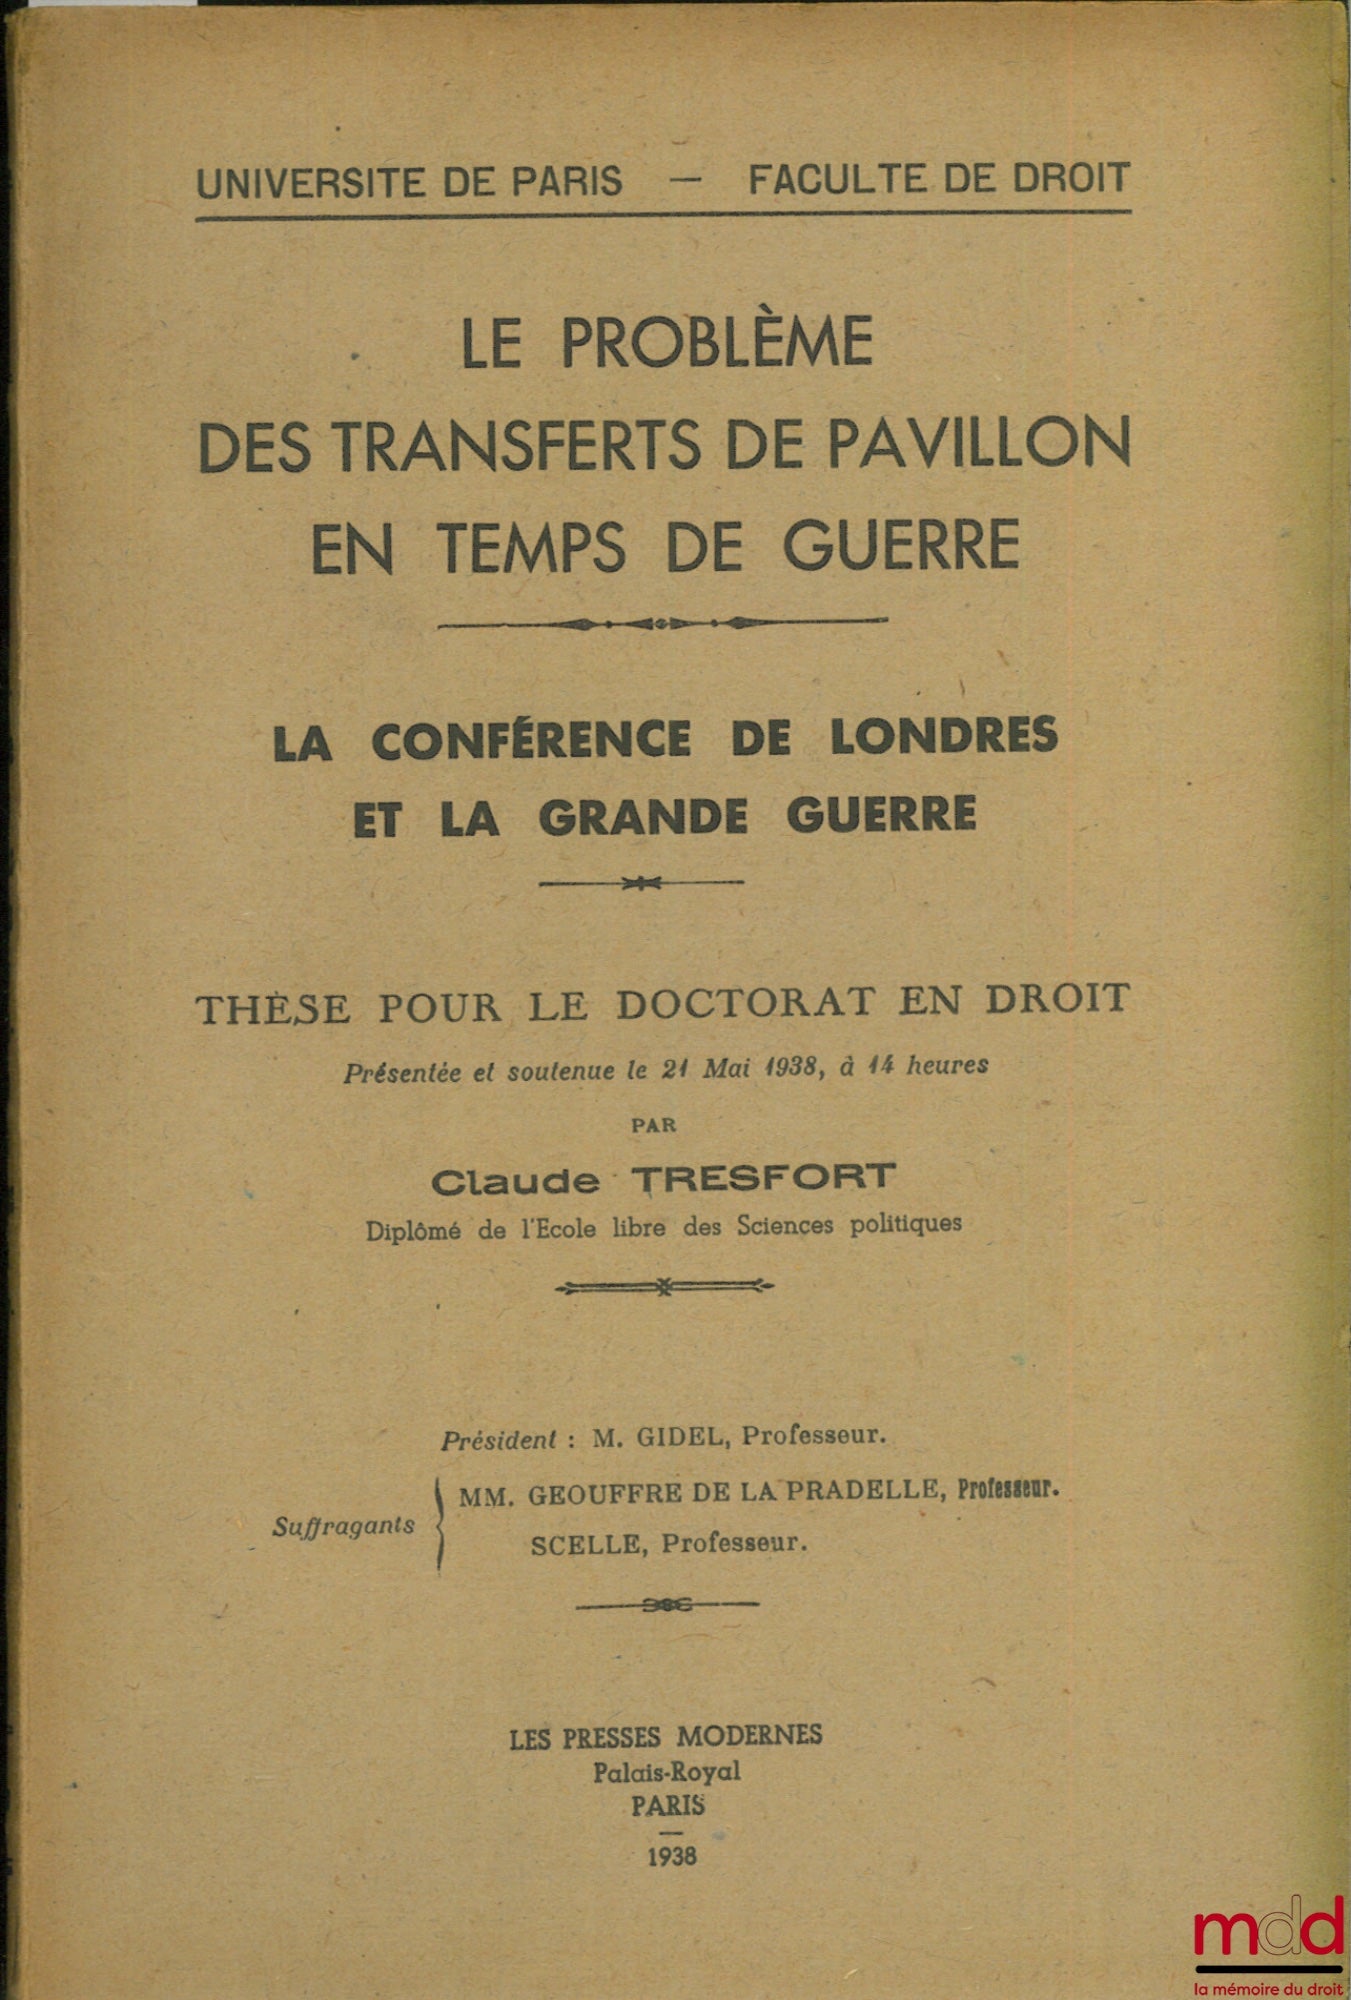 UNIVERSITE DE PARIS — FACULTE DE DROIT
LE PROBLÈME
DES TRANSFERTS DE PAVILLON
EN TEMPS DE GUERRE
LA CONFÉRENCE DE LONDRES
ET LA GRANDE GUERRE
THÈSE POUR LE DOCTORAT EN DROIT
Présentée et soutenue le 21 Mai 1938, à 14 heures
PAR
Claude TRESFORT
Diplômé de l'Ecole libre des Sciences politiques
Président : M. GIDEL, Professeur.
Suffragants
MM. GEOUFFRE DE LA PRADELLE, Professeur.
SCELLE, Professeur.
LES PRESSES MODERNES
Palais-Royal
PARIS
—
1938
mdd
la mémoire du droit